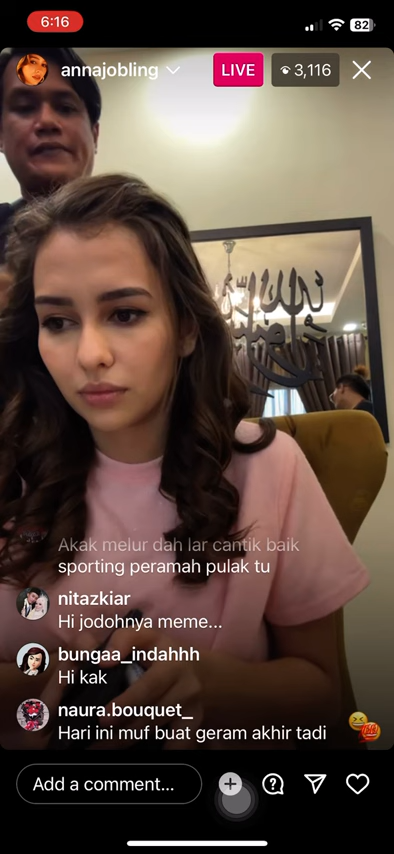 6:16
82
annajobling
LIVE
3,116
Akak melur dah lar cantik baik
sporting peramah pulak tu
nitazkiar
Hi jodohnya meme...
bungaa_indahhh
Hi kak
naura.bouquet_
Hari ini muf buat geram akhir tadi
Add a comment...